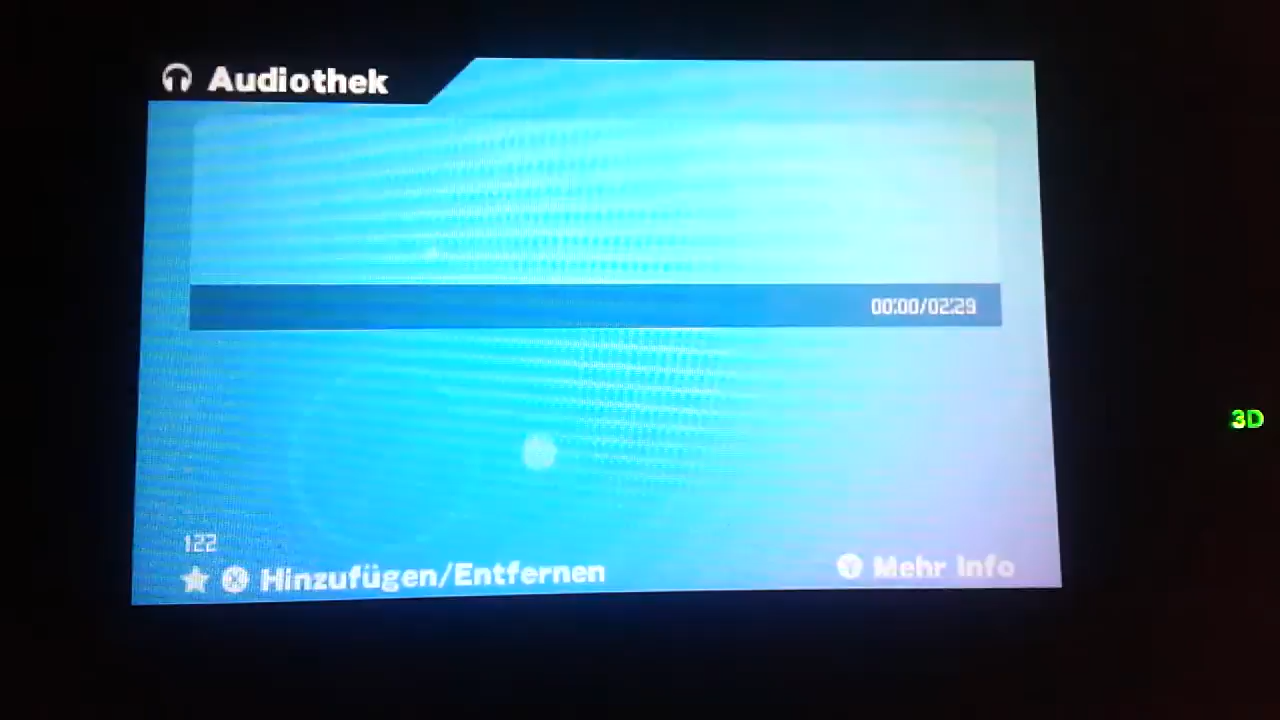 Audiothek
00:00/02:29
122
X Hinzufügen/Entfernen
Y Mehr Info
3D